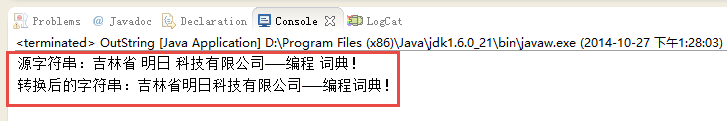 Problems @ Javadoc Declaration Console LogCat
<terminated> OutString [Java Application] D:\Program Files (x86)\Java\jdk1.6.0_21\bin\javaw.exe (2014-10-27 下午1:28:03)
源字符串：吉林省 明日 科技有限公司——编程 词典！
转换后的字符串：吉林省明日科技有限公司——编程词典！